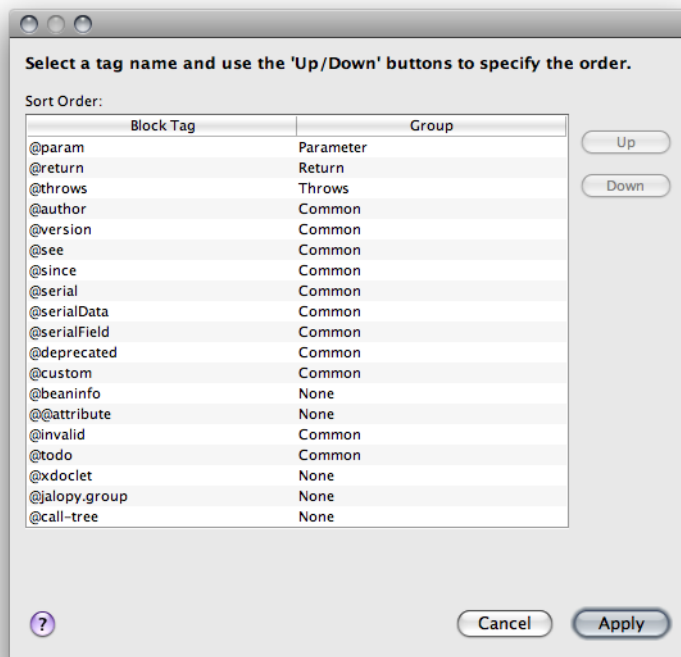 Select a tag name and use the 'Up/Down' buttons to specify the order.
Sort Order:
Block Tag Group
@param Parameter
@return Return
@throws Throws
@author Common
@version Common
@see Common
@since Common
@serial Common
@serialData Common
@serialField Common
@deprecated Common
@custom Common
@beaninfo None
@@attribute None
@invalid Common
@todo Common
@xdoclet None
@jalopy.group None
@call-tree None
Up
Down
? Cancel Apply